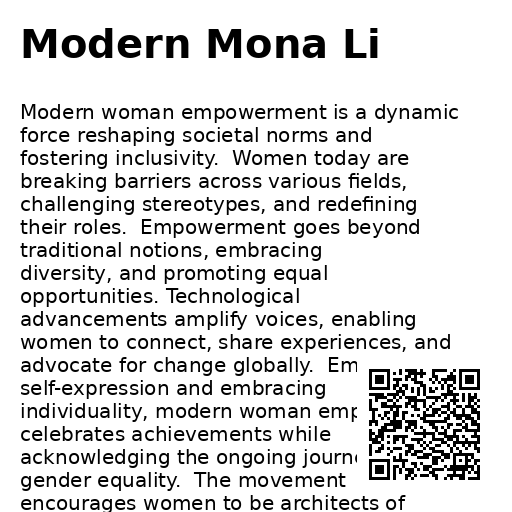 Modern Mona Li
Modern woman empowerment is a dynamic
force reshaping societal norms and
fostering inclusivity.  Women today are
breaking barriers across various fields,
challenging stereotypes, and redefining
their roles.  Empowerment goes beyond
traditional notions, embracing
diversity, and promoting equal
opportunities. Technological
advancements amplify voices, enabling
women to connect, share experiences, and
advocate for change globally.  Em
self-expression and embracing
individuality, modern woman emp
celebrates achievements while
acknowledging the ongoing journ
gender equality.  The movement
encourages women to be architects of